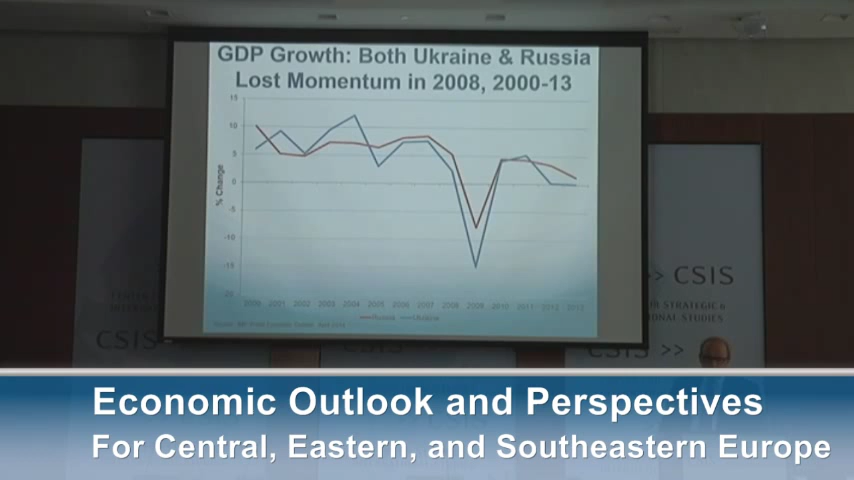 GDP Growth: Both Ukraine & Russia
Lost Momentum in 2008, 2000-13
15
10
5
0
-5
-10
-15
-20
% Change
2000 2001 2002 2003 2004 2005 2006 2007 2008 2009 2010 2011 2012 2013
Russia Ukraine
>> CSIS
STRATEGIC &
STUDIES
CSIS
CSIS >>
Economic Outlook and Perspectives
For Central, Eastern, and Southeastern Europe